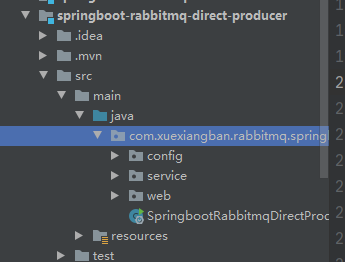 springboot-rabbitmq-direct-producer
.idea
.mvn
src
main
java
com.xuexiangban.rabbitmq.spring
config
service
web
SpringbootRabbitmqDirectProd
resources
test